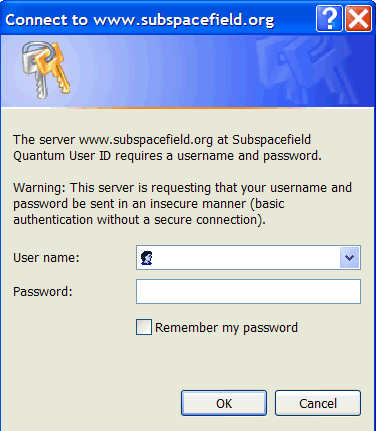 Connect to www.subspacefield.org
The server www.subspacefield.org at Subspacefield
Quantum User ID requires a username and password.
Warning: This server is requesting that your username and
password be sent in an insecure manner (basic
authentication without a secure connection).
User name:
Password:
Remember my password
OK Cancel